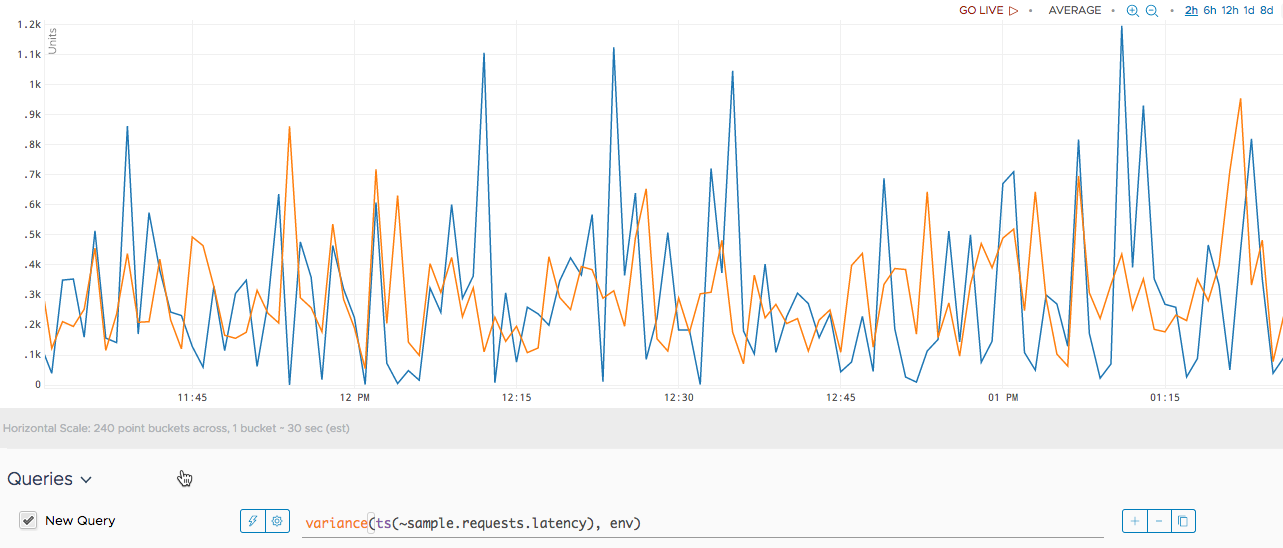 GO LIVE • AVERAGE • • 2h 6h 12h 1d 8d
Units
1.2k
1.1k
1k
.9k
.8k
.7k
.6k
.5k
.4k
.3k
.2k
.1k
0
11:45 12 PM 12:15 12:30 12:45 01 PM 01:15
Horizontal Scale: 240 point buckets across, 1 bucket ~ 30 sec (est)
Queries
New Query variance(ts(~sample.requests.latency), env) + -